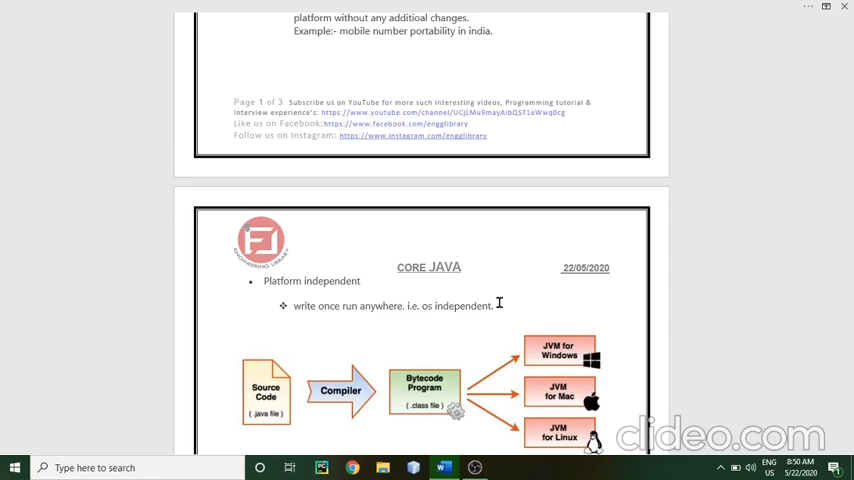 platform without any additioal changes.
Example:- mobile number portability in india.
Page 1 of 3 Subscribe us on YouTube for more such interesting videos, Programming tutorial &
Interview experience's: https://www.youtube.com/channel/UCjLMu9mayAibQST1eWwq0cg
Like us on Facebook:https://www.facebook.com/engglibrary
Follow us on Instagram: https://www.instagram.com/engglibrary
ENGINEERING LIBRARY
CORE JAVA
22/05/2020
• Platform independent
❖ write once run anywhere. i.e. os independent.
Source
Code
( .java file )
Compiler
Bytecode
Program
( .class file )
JVM for
Windows
JVM
for Mac
JVM
for Linux
clideo.com
Type here to search
PC
W
ENG
US
8:50 AM
5/22/2020
1